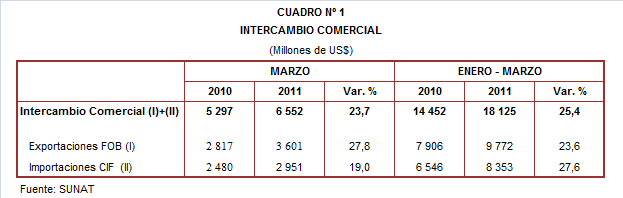 CUADRO Nº 1
INTERCAMBIO COMERCIAL
(Millones de US$)
MARZO ENERO - MARZO
2010 2011 Var. % 2010 2011 Var. %
Intercambio Comercial (I)+(II) 5 297 6 552 23,7 14 452 18 125 25,4
Exportaciones FOB (I) 2 817 3 601 27,8 7 906 9 772 23,6
Importaciones CIF (II) 2 480 2 951 19,0 6 546 8 353 27,6
Fuente: SUNAT